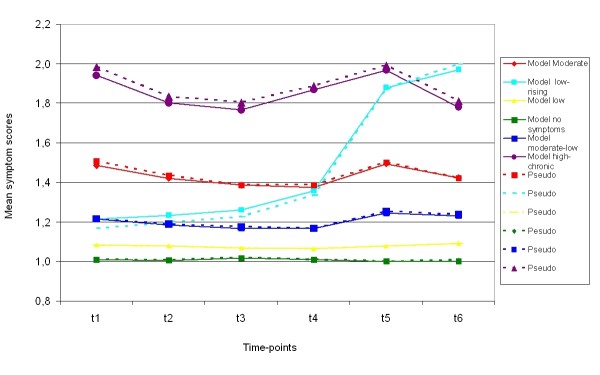 2,2
2,0
1,8
1,6
1,4
1,2
1,0
0,8
Mean symptom scores
t1 t2 t3 t4 t5 t6
Time-points
Model Moderate
Model low-
rising
Model low
Model no
symptoms
Model
moderate-low
Model high-
chronic
Pseudo
Pseudo
Pseudo
Pseudo
Pseudo
Pseudo